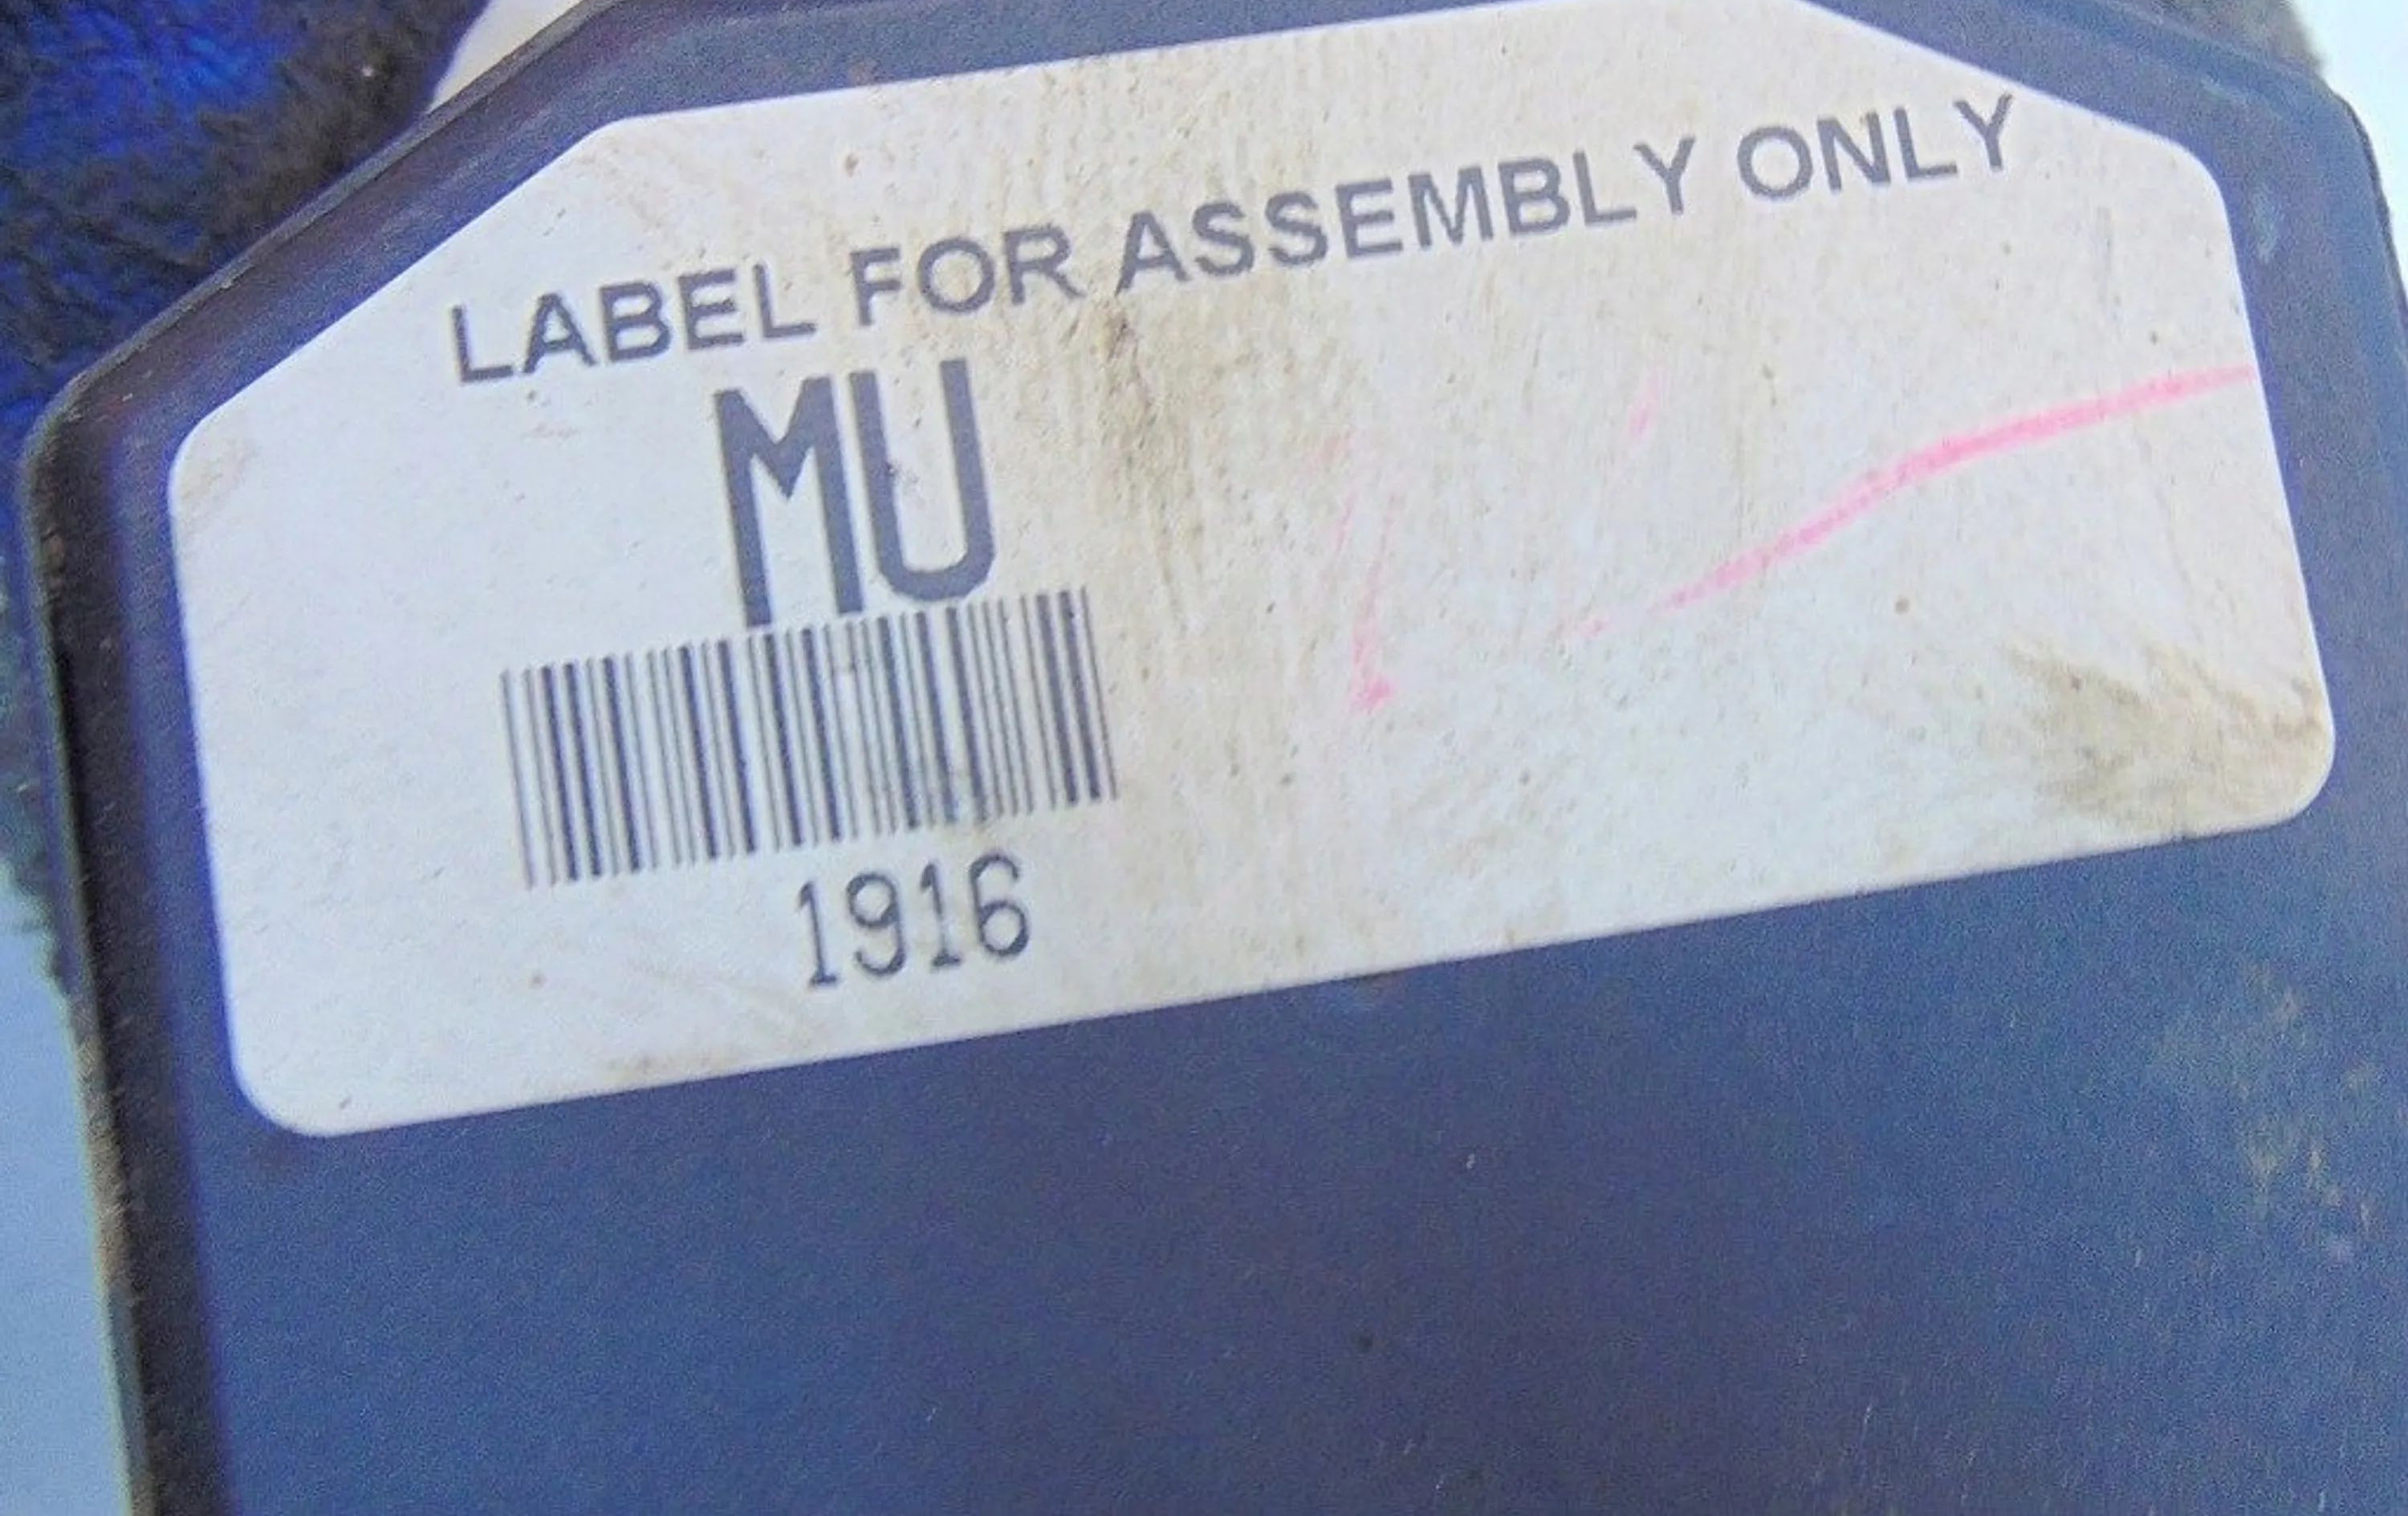 LABEL FOR ASSEMBLY ONLY
MU
1916